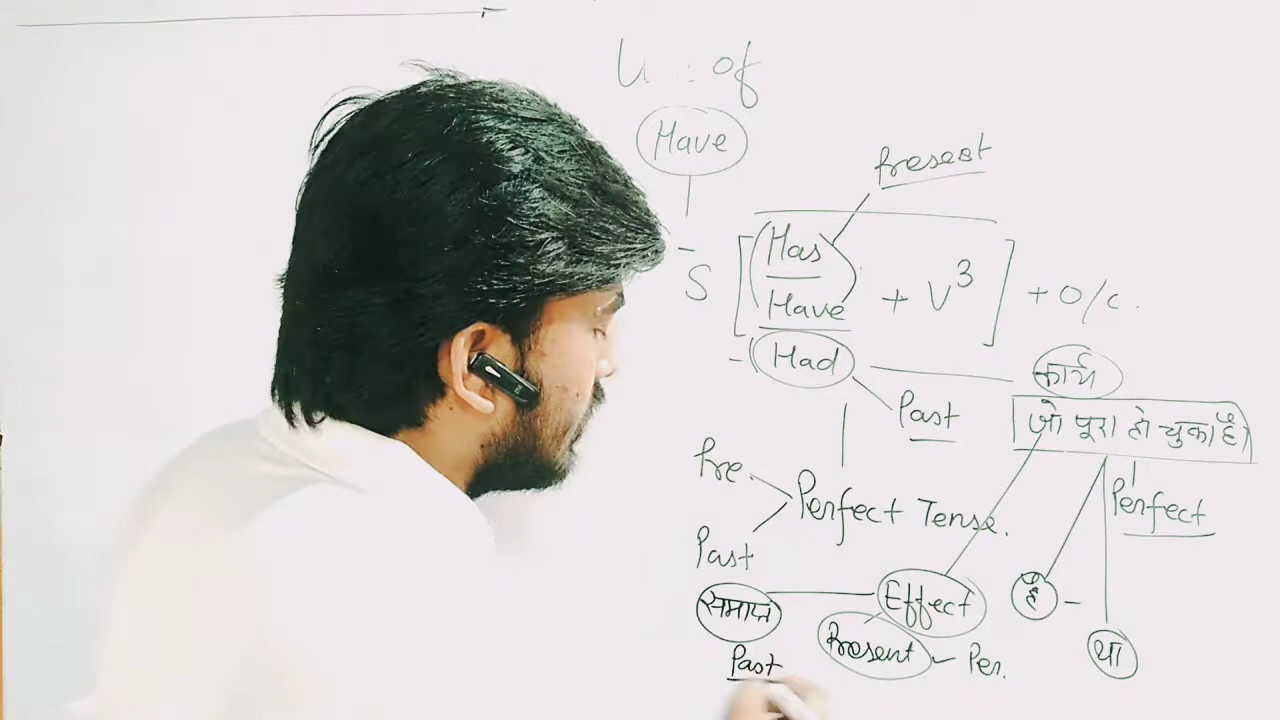 of
Have
Present
Has
S Have + V3 + O/C.
Had
कार्य
Past
जो पूरा हो चुका है।
Pre.
Perfect Tense.
Perfect
Past
समाप्त Effect है
Present Per. था
Past